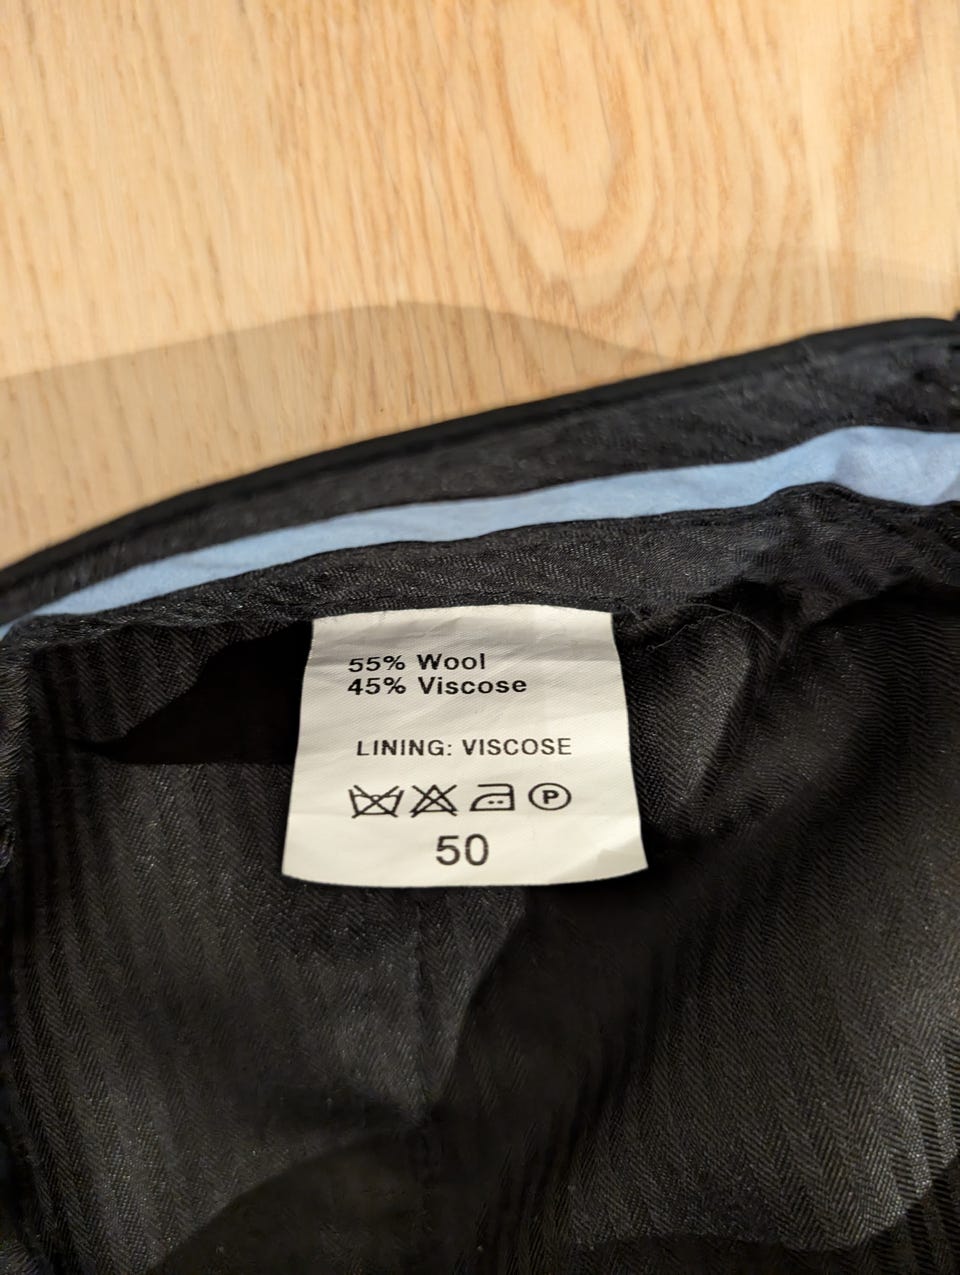 55% Wool
45% Viscose
LINING: VISCOSE
P
50